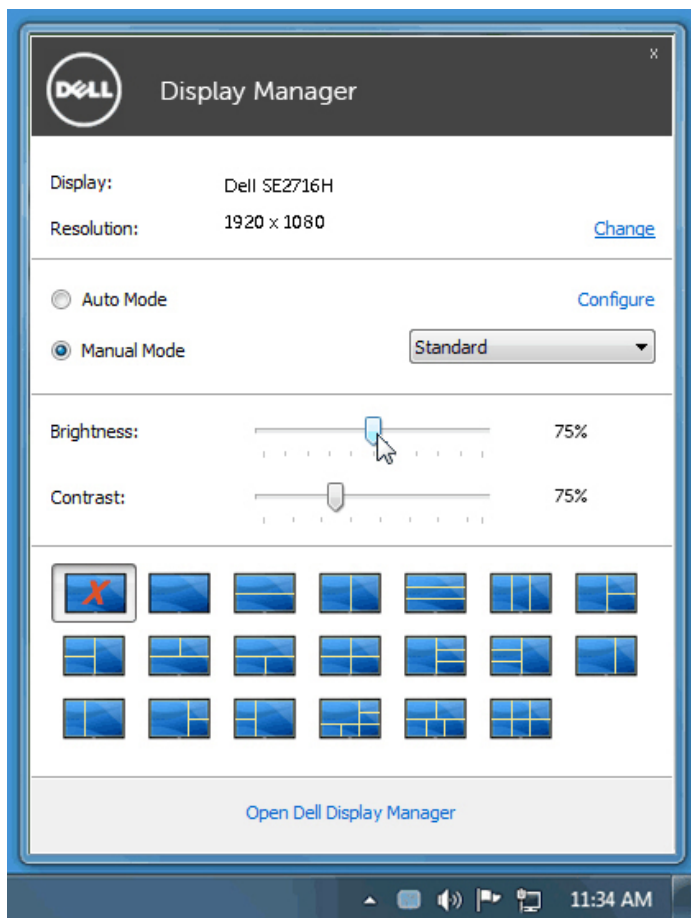 x
DELL Display Manager
Display: Dell SE2716H
Resolution: 1920 x 1080 Change
Auto Mode Configure
Manual Mode Standard
Brightness: 75%
Contrast: 75%
Open Dell Display Manager
11:34 AM